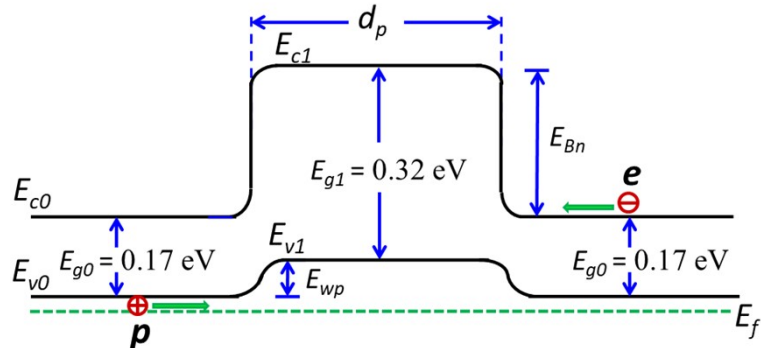 d_p
E_c1
E_Bn
E_g1 = 0.32 eV
E_c0
e
E_v1
E_g0 = 0.17 eV
E_g0 = 0.17 eV
E_v0
E_wp
p
E_f